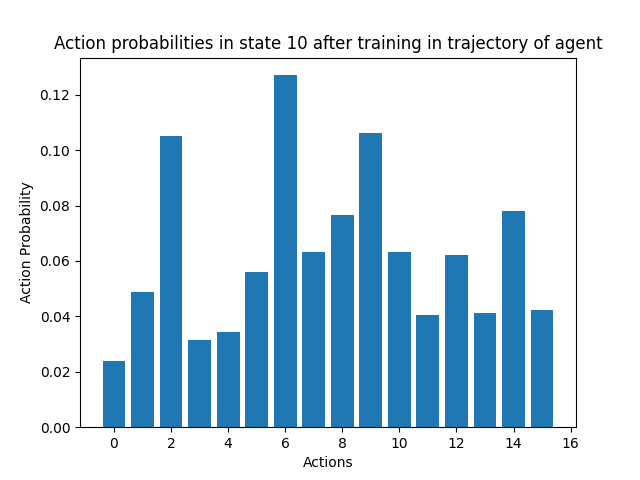 Action probabilities in state 10 after training in trajectory of agent
0.12
0.10
0.08
0.06
0.04
0.02
0.00
Action Probability
0 2 4 6 8 10 12 14 16
Actions